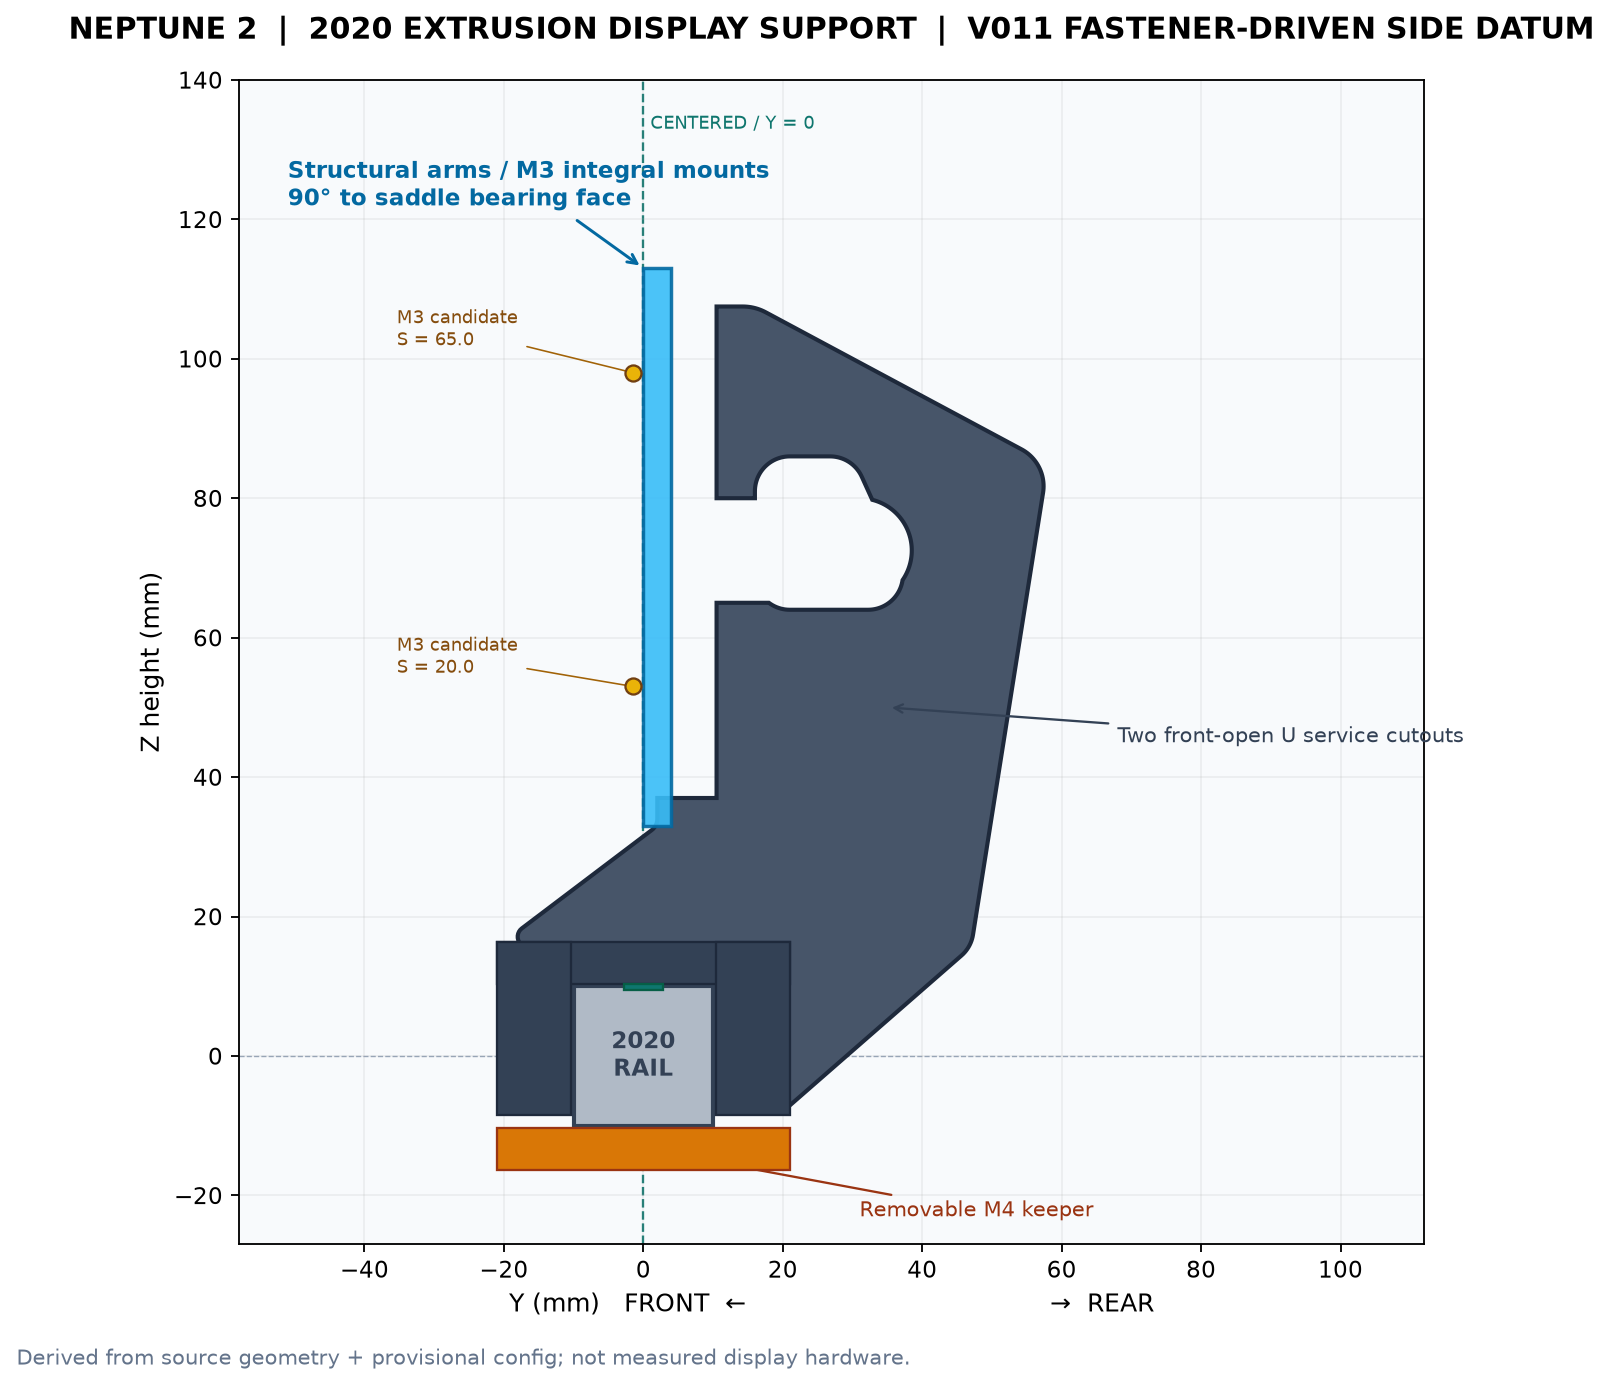 NEPTUNE 2 | 2020 EXTRUSION DISPLAY SUPPORT | V011 FASTENER-DRIVEN SIDE DATUM
140
CENTERED / Y = 0
Structural arms / M3 integral mounts
90° to saddle bearing face
120
M3 candidate
S = 65.0
100
80
Z height (mm)
60
M3 candidate
S = 20.0
Two front-open U service cutouts
40
20
2020
RAIL
0
−20
Removable M4 keeper
−40 −20 0 20 40 60 80 100
Y (mm) FRONT ← → REAR
Derived from source geometry + provisional config; not measured display hardware.